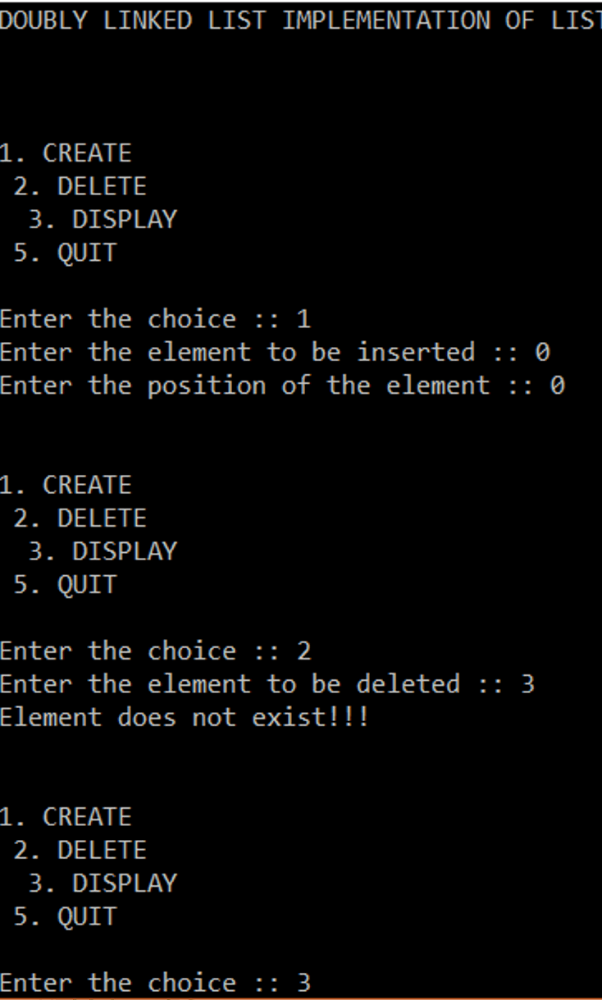 DOUBLY LINKED LIST IMPLEMENTATION OF LIST
1. CREATE
2. DELETE
3. DISPLAY
5. QUIT
Enter the choice :: 1
Enter the element to be inserted :: 0
Enter the position of the element :: 0
1. CREATE
2. DELETE
3. DISPLAY
5. QUIT
Enter the choice :: 2
Enter the element to be deleted :: 3
Element does not exist!!!
1. CREATE
2. DELETE
3. DISPLAY
5. QUIT
Enter the choice :: 3